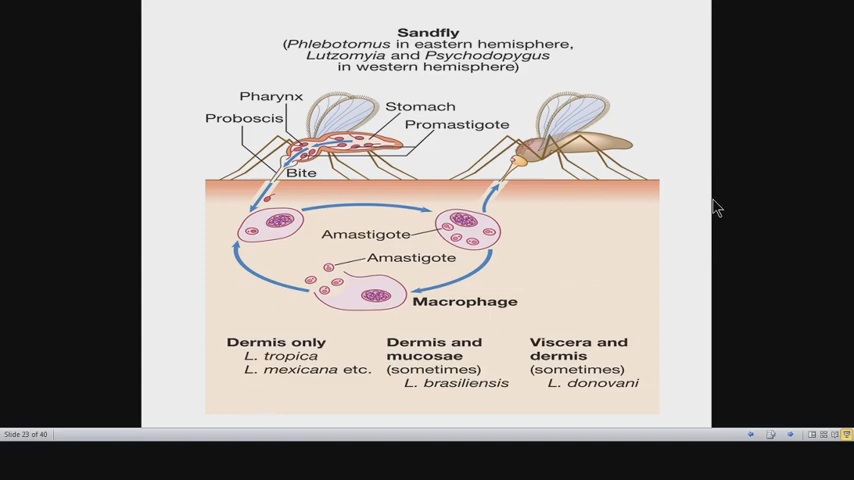 Sandfly
(Phlebotomus in eastern hemisphere,
Lutzomyia and Psychodopygus
in western hemisphere)
Pharynx
Stomach
Proboscis
Promastigote
Bite
Amastigote
Amastigote
Macrophage
Dermis only
L. tropica
L. mexicana etc.
Dermis and
mucosae
(sometimes)
L. brasiliensis
Viscera and
dermis
(sometimes)
L. donovani
Slide 23 of 40